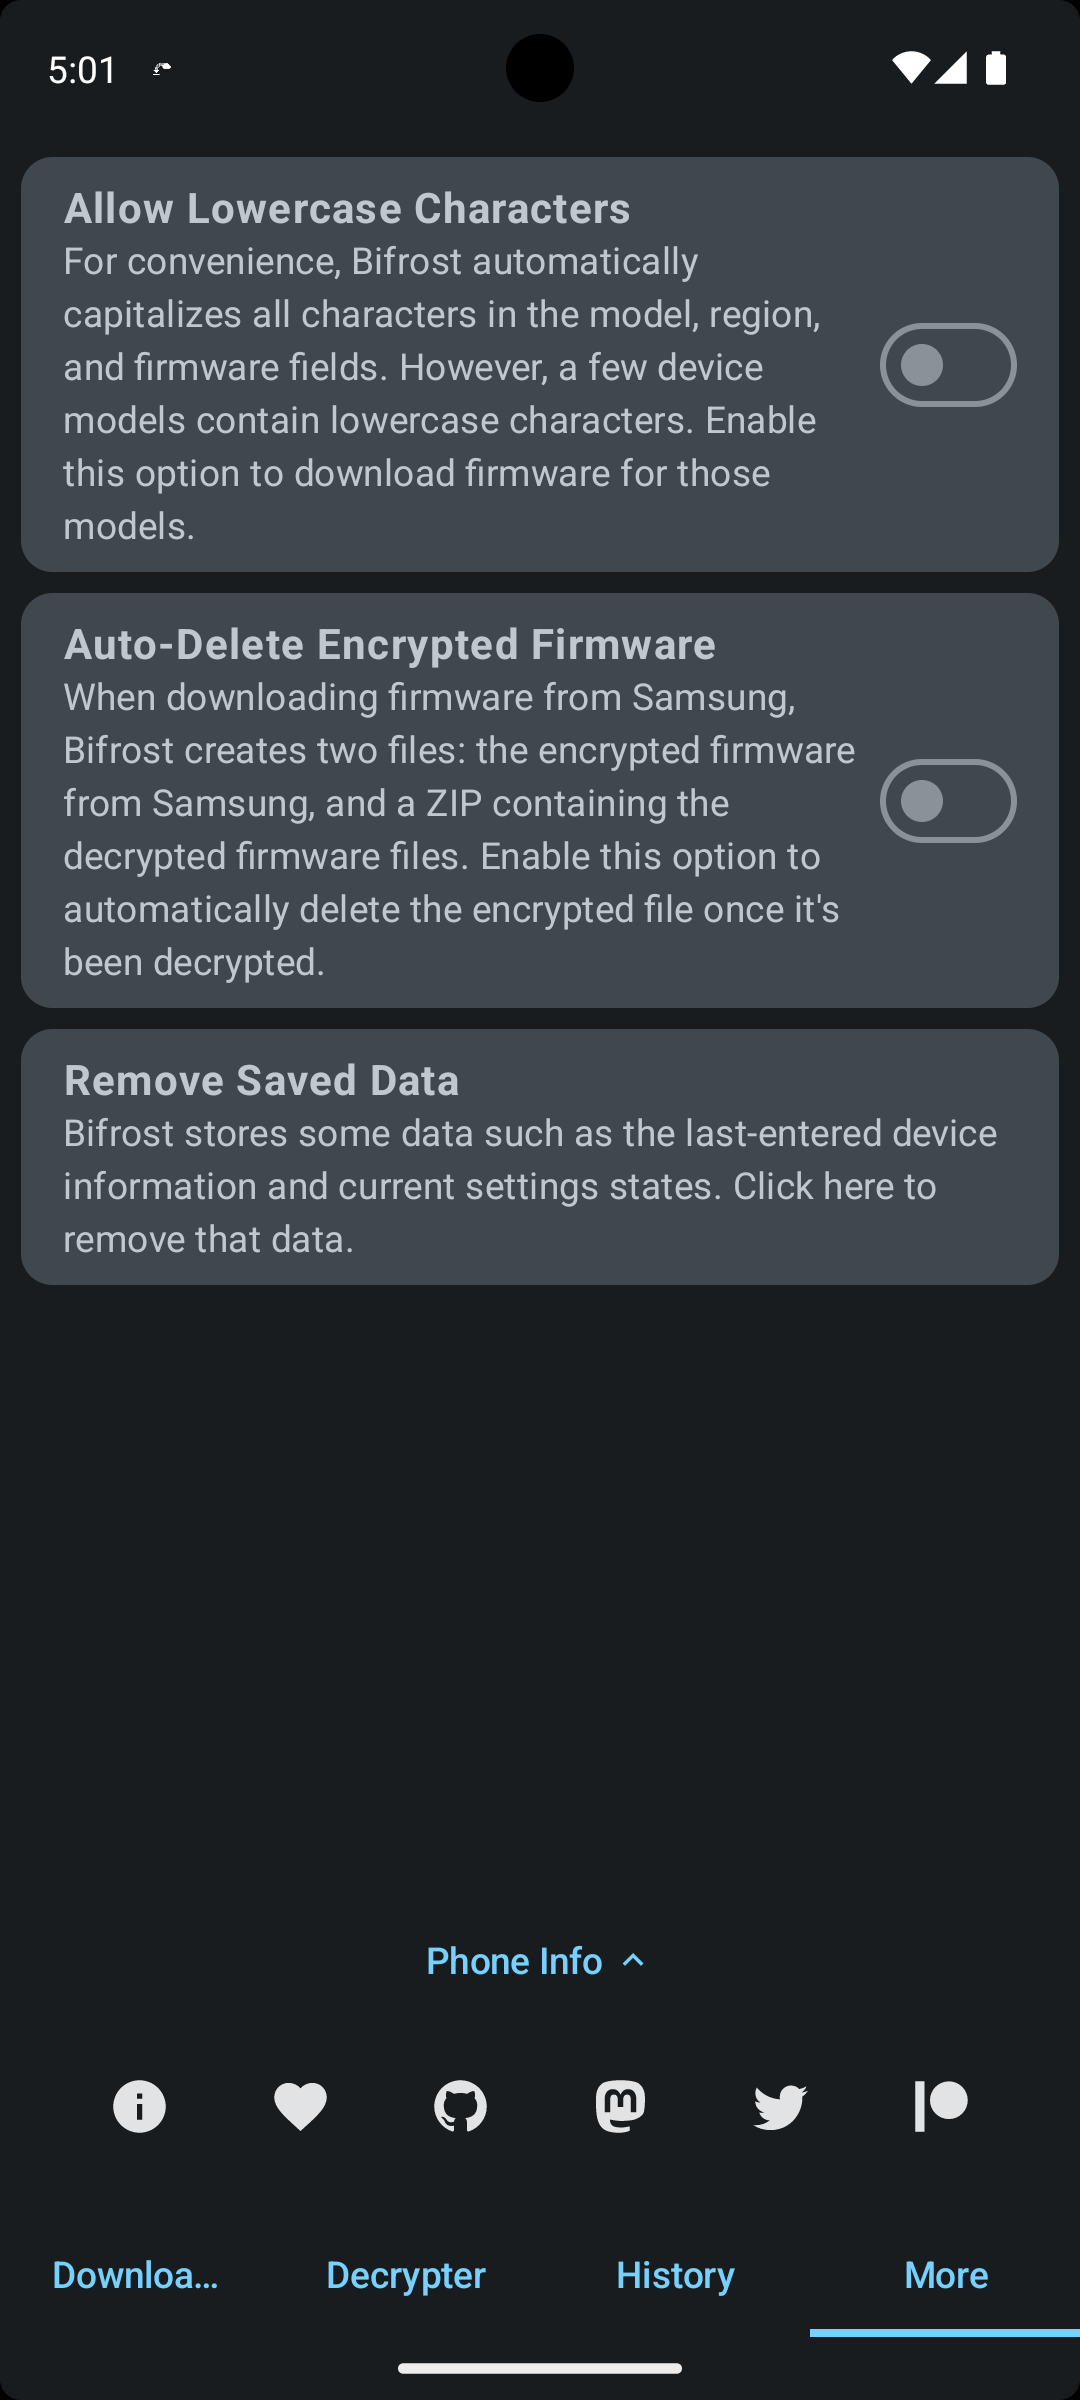 5:01
Allow Lowercase Characters
For convenience, Bifrost automatically
capitalizes all characters in the model, region,
and firmware fields. However, a few device
models contain lowercase characters. Enable
this option to download firmware for those
models.
Auto-Delete Encrypted Firmware
When downloading firmware from Samsung,
Bifrost creates two files: the encrypted firmware
from Samsung, and a ZIP containing the
decrypted firmware files. Enable this option to
automatically delete the encrypted file once it's
been decrypted.
Remove Saved Data
Bifrost stores some data such as the last-entered device
information and current settings states. Click here to
remove that data.
Phone Info
Downloa…
Decrypter
History
More